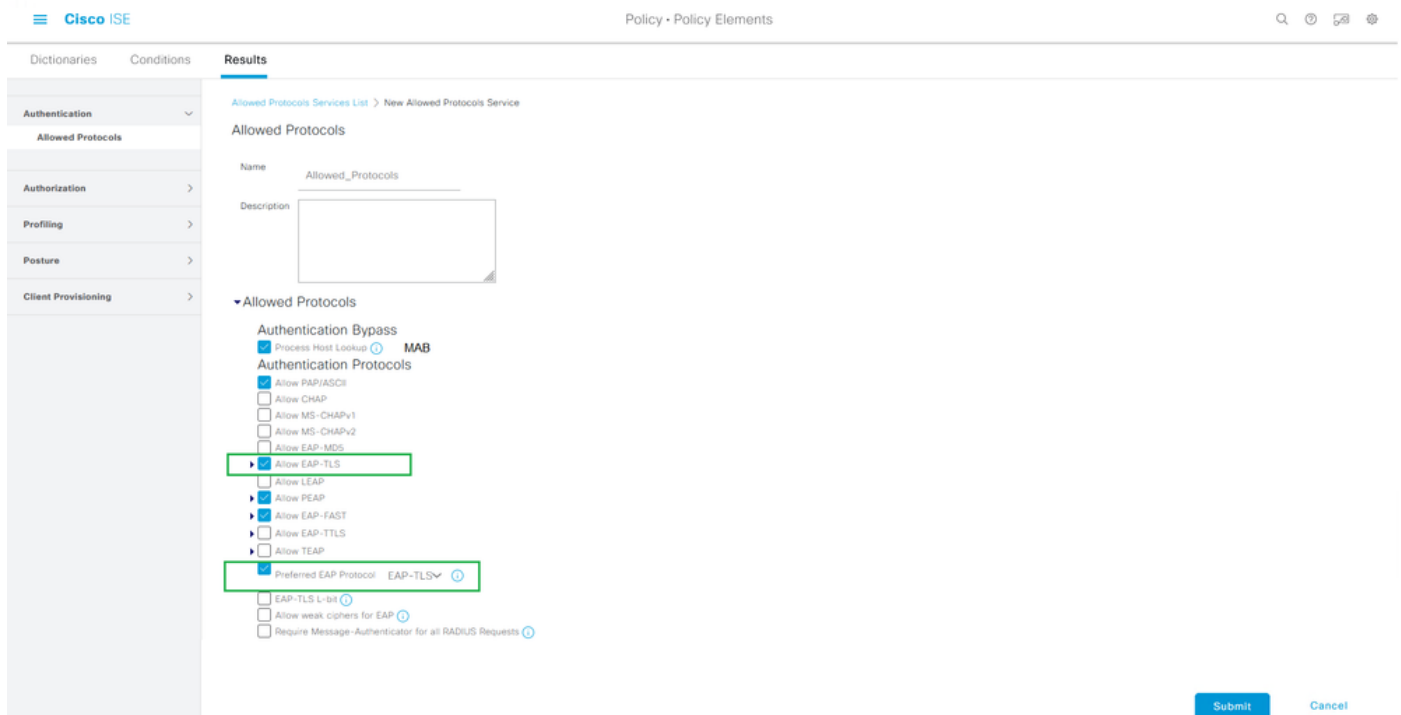 Cisco ISE
Policy · Policy Elements
Dictionaries Conditions Results
Authentication
Allowed Protocols
Authorization
Profiling
Posture
Client Provisioning
Allowed Protocols Services List > New Allowed Protocols Service
Allowed Protocols
Name
Allowed_Protocols
Description
Allowed Protocols
Authentication Bypass
Process Host Lookup MAB
Authentication Protocols
Allow PAP/ASCII
Allow CHAP
Allow MS-CHAPv1
Allow MS-CHAPv2
Allow EAP-MD5
Allow EAP-TLS
Allow LEAP
Allow PEAP
Allow EAP-FAST
Allow EAP-TTLS
Allow TEAP
Preferred EAP Protocol EAP-TLS
EAP-TLS L-bit
Allow weak ciphers for EAP
Require Message-Authenticator for all RADIUS Requests
Submit Cancel